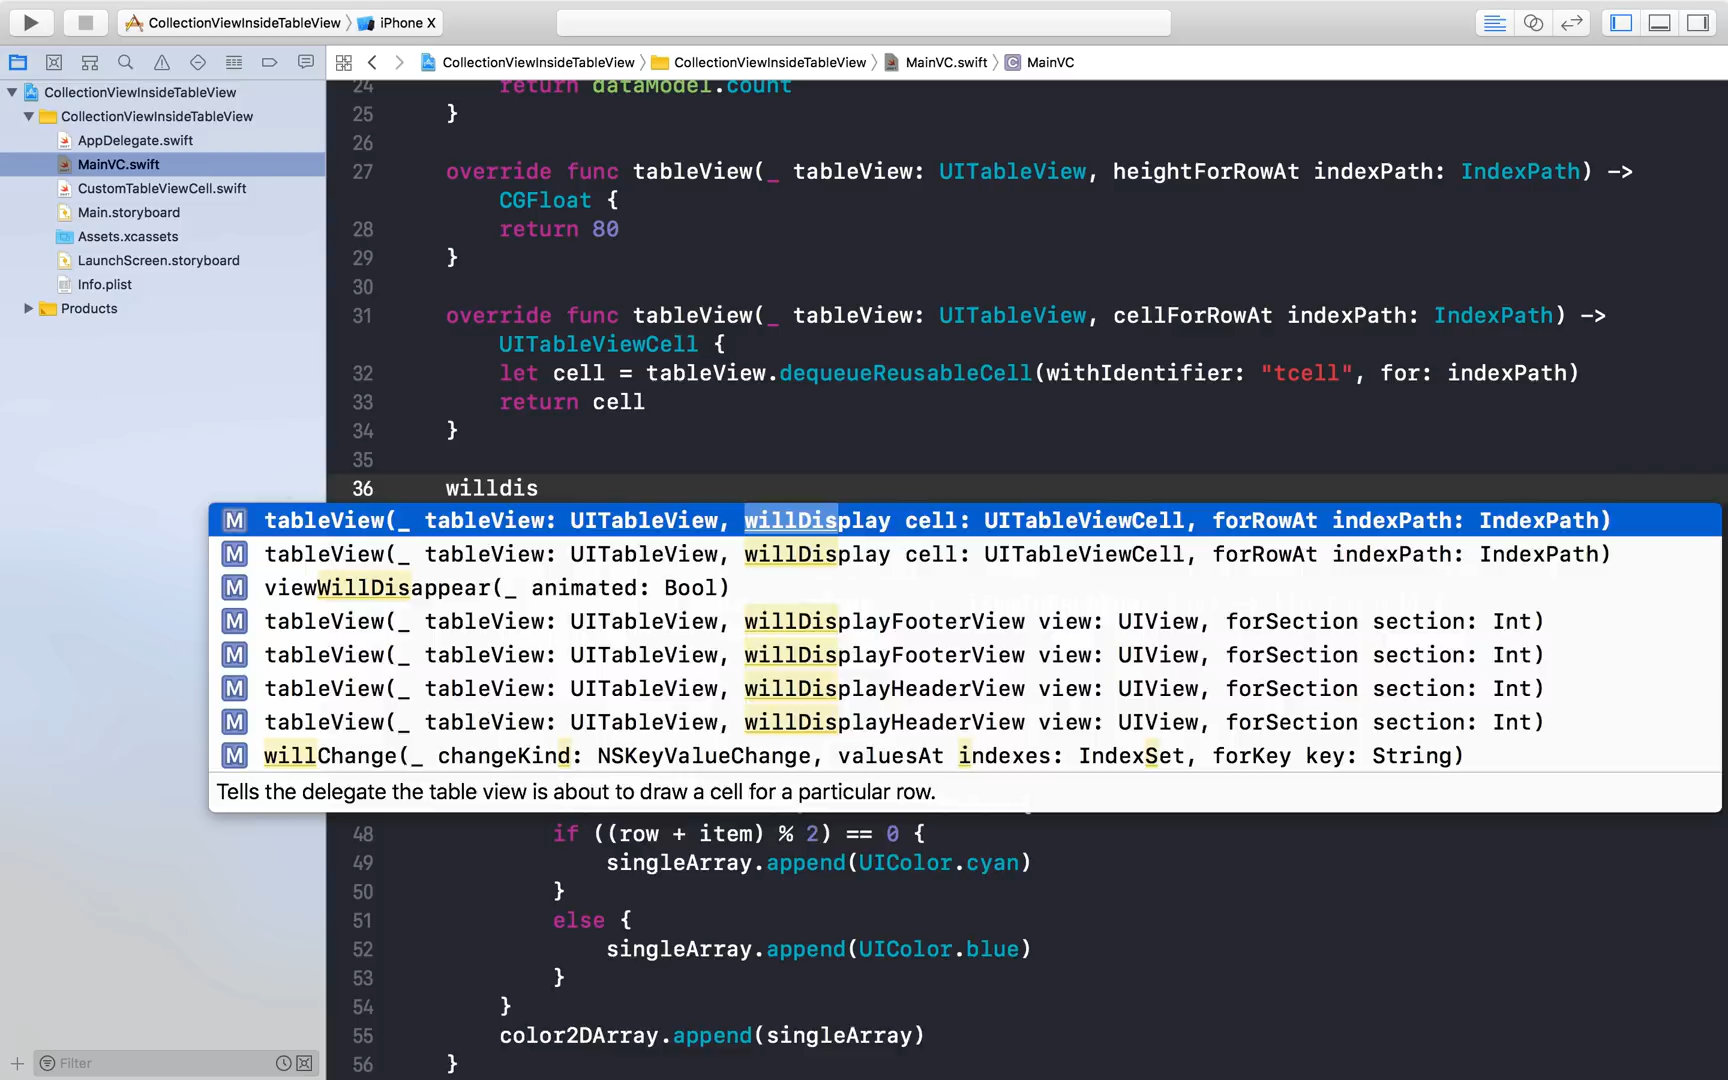 CollectionViewInsideTableView iPhone X
CollectionViewInsideTableView CollectionViewInsideTableView MainVC.swift C MainVC
CollectionViewInsideTableView
CollectionViewInsideTableView
AppDelegate.swift
MainVC.swift
CustomTableViewCell.swift
Main.storyboard
Assets.xcassets
LaunchScreen.storyboard
Info.plist
Products
Filter
24 return dataModel.count
25 }
26
27 override func tableView(_ tableView: UITableView, heightForRowAt indexPath: IndexPath) ->
CGFloat {
28 return 80
29 }
30
31 override func tableView(_ tableView: UITableView, cellForRowAt indexPath: IndexPath) ->
UITableViewCell {
32 let cell = tableView.dequeueReusableCell(withIdentifier: "tcell", for: indexPath)
33 return cell
34 }
35
36 willdis
M tableView(_ tableView: UITableView, willDisplay cell: UITableViewCell, forRowAt indexPath: IndexPath)
M tableView(_ tableView: UITableView, willDisplay cell: UITableViewCell, forRowAt indexPath: IndexPath)
M viewWillDisappear(_ animated: Bool)
M tableView(_ tableView: UITableView, willDisplayFooterView view: UIView, forSection section: Int)
M tableView(_ tableView: UITableView, willDisplayFooterView view: UIView, forSection section: Int)
M tableView(_ tableView: UITableView, willDisplayHeaderView view: UIView, forSection section: Int)
M tableView(_ tableView: UITableView, willDisplayHeaderView view: UIView, forSection section: Int)
M willChange(_ changeKind: NSKeyValueChange, valuesAt indexes: IndexSet, forKey key: String)
Tells the delegate the table view is about to draw a cell for a particular row.
48 if ((row + item) % 2) == 0 {
49 singleArray.append(UIColor.cyan)
50 }
51 else {
52 singleArray.append(UIColor.blue)
53 }
54 }
55 color2DArray.append(singleArray)
56 }